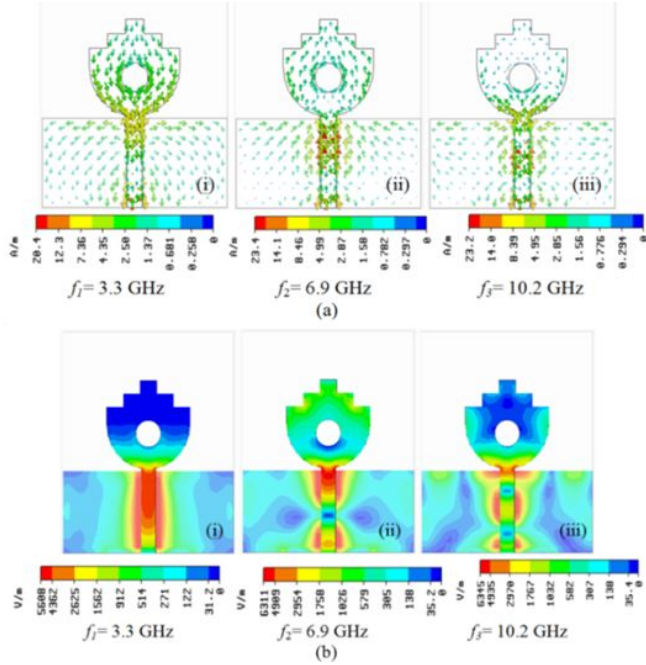 (i) (ii) (iii)
A/m 20.4 12.3 7.36 4.35 2.50 1.37 0.681 0.258 0
A/m 23.4 14.1 8.46 4.99 2.87 1.58 0.782 0.297 0
A/m 23.2 14.0 8.39 4.95 2.85 1.56 0.776 0.294 0
f1= 3.3 GHz f2= 6.9 GHz f3= 10.2 GHz
(a)
(i) (ii) (iii)
V/m 5608 4362 2625 1562 912 514 271 122 31.2 0
V/m 6311 4909 2954 1758 1026 579 305 138 35.2 0
V/m 6345 4935 2970 1767 1032 582 307 138 35.4 0
f1= 3.3 GHz f2= 6.9 GHz f3= 10.2 GHz
(b)